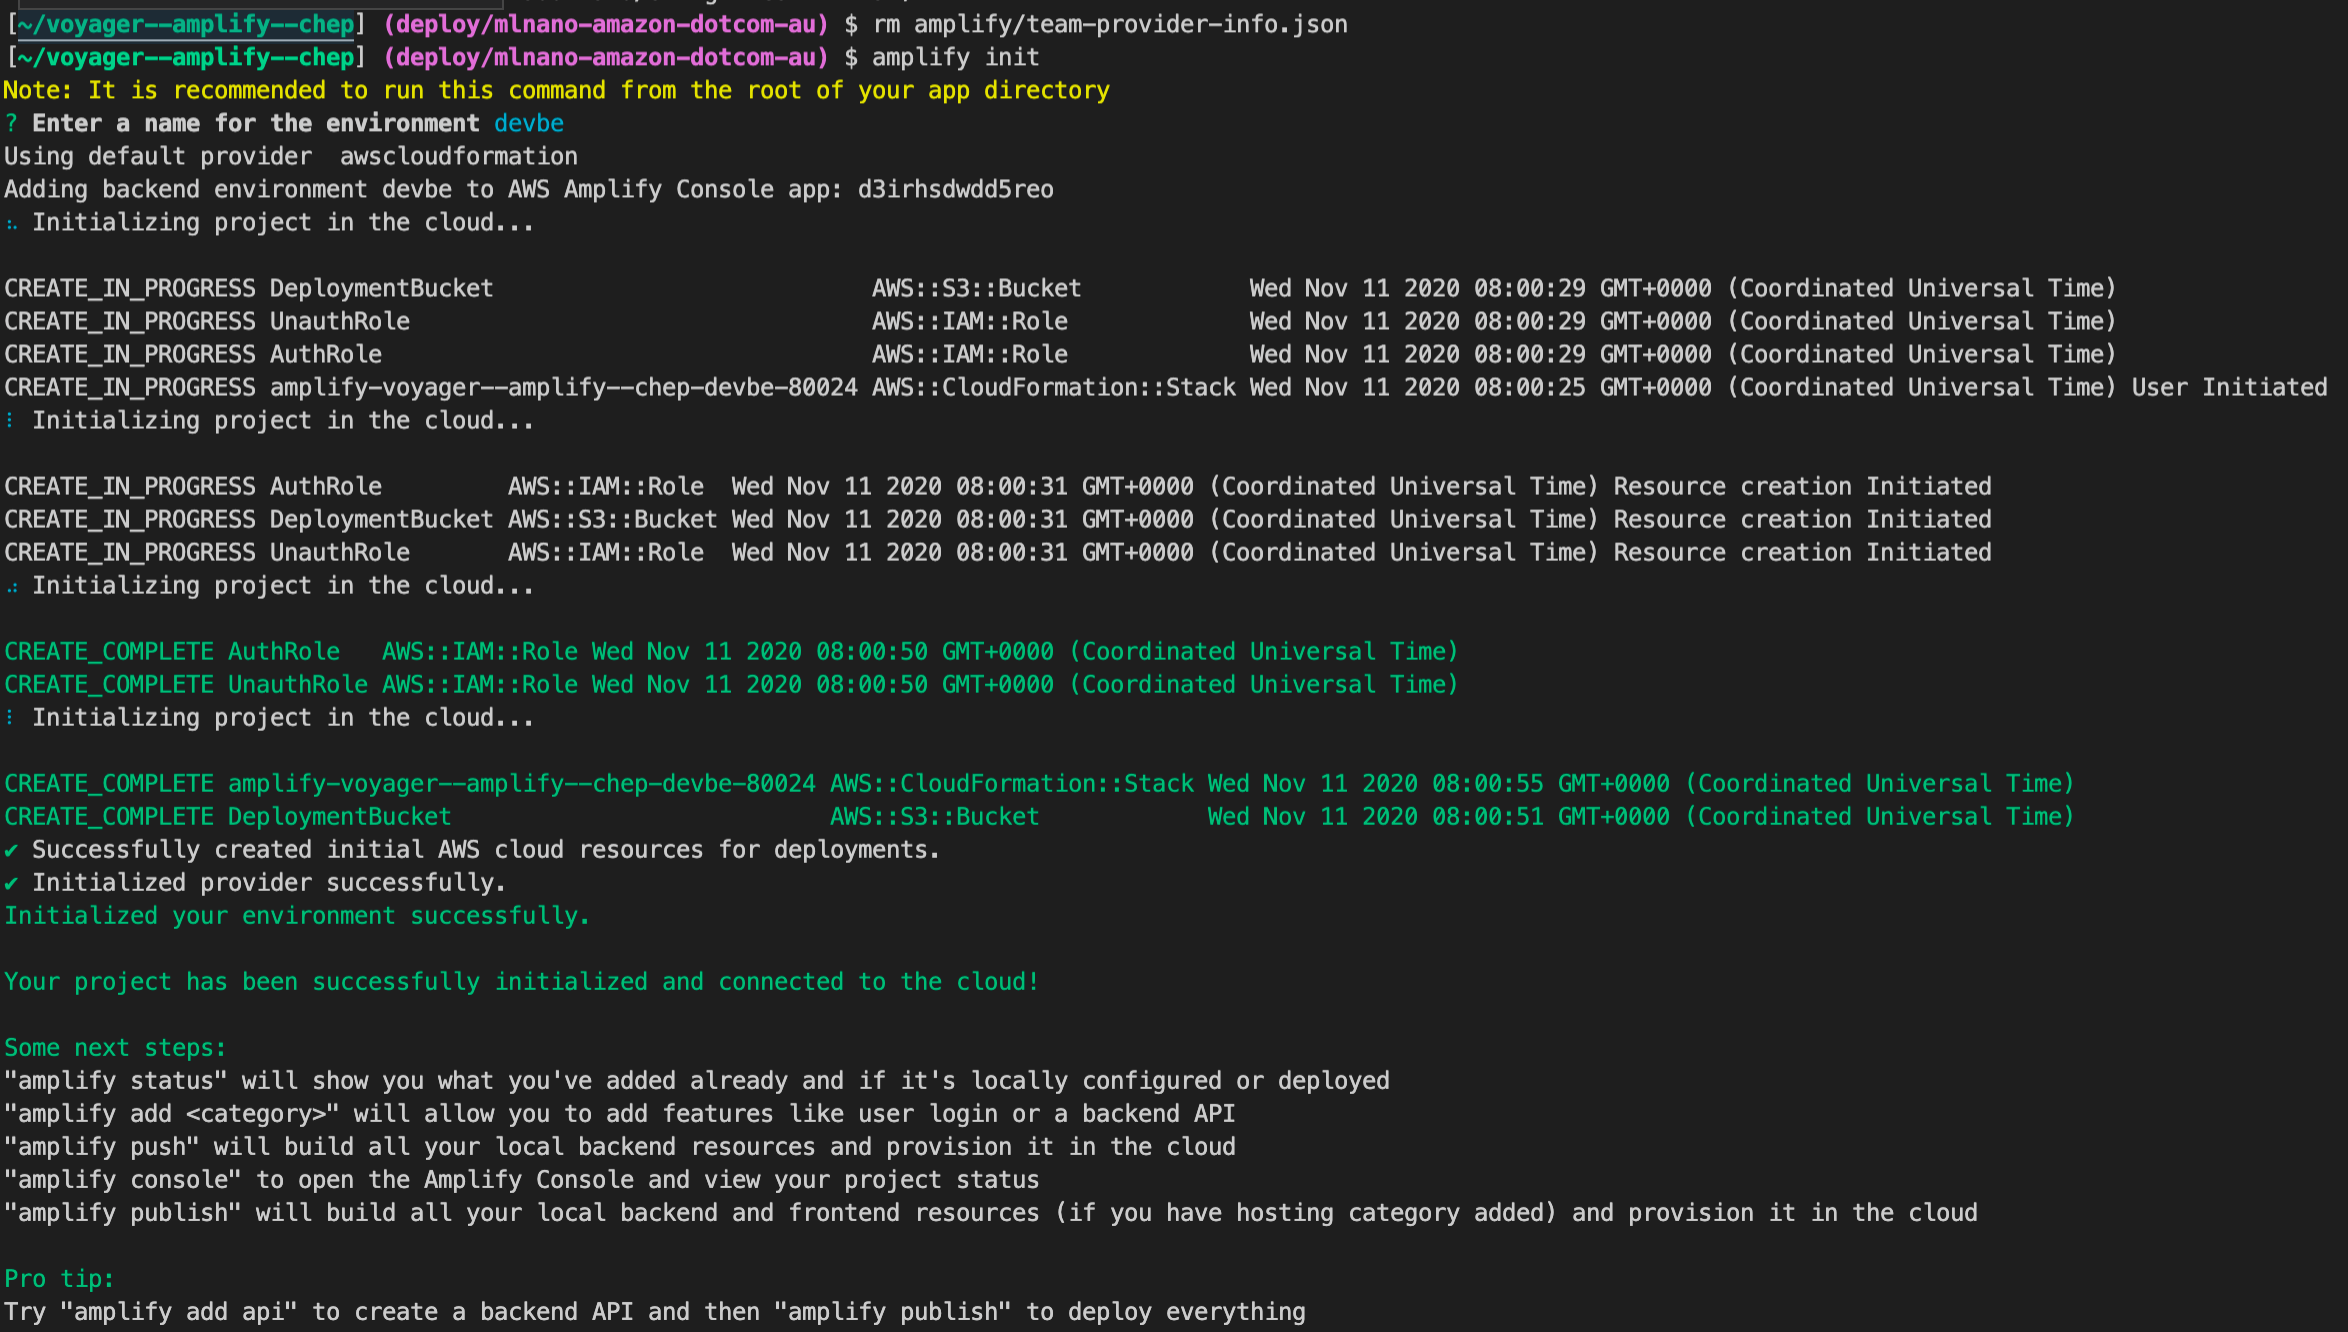 [~/voyager--amplify--chep] (deploy/mlnano-amazon-dotcom-au) $ rm amplify/team-provider-info.json
[~/voyager--amplify--chep] (deploy/mlnano-amazon-dotcom-au) $ amplify init
Note: It is recommended to run this command from the root of your app directory
? Enter a name for the environment devbe
Using default provider  awscloudformation
Adding backend environment devbe to AWS Amplify Console app: d3irhsdwdd5reo
⠦ Initializing project in the cloud...
CREATE_IN_PROGRESS DeploymentBucket                           AWS::S3::Bucket            Wed Nov 11 2020 08:00:29 GMT+0000 (Coordinated Universal Time)
CREATE_IN_PROGRESS UnauthRole                                 AWS::IAM::Role             Wed Nov 11 2020 08:00:29 GMT+0000 (Coordinated Universal Time)
CREATE_IN_PROGRESS AuthRole                                   AWS::IAM::Role             Wed Nov 11 2020 08:00:29 GMT+0000 (Coordinated Universal Time)
CREATE_IN_PROGRESS amplify-voyager--amplify--chep-devbe-80024 AWS::CloudFormation::Stack Wed Nov 11 2020 08:00:25 GMT+0000 (Coordinated Universal Time) User Initiated
⠇ Initializing project in the cloud...
CREATE_IN_PROGRESS AuthRole         AWS::IAM::Role  Wed Nov 11 2020 08:00:31 GMT+0000 (Coordinated Universal Time) Resource creation Initiated
CREATE_IN_PROGRESS DeploymentBucket AWS::S3::Bucket Wed Nov 11 2020 08:00:31 GMT+0000 (Coordinated Universal Time) Resource creation Initiated
CREATE_IN_PROGRESS UnauthRole       AWS::IAM::Role  Wed Nov 11 2020 08:00:31 GMT+0000 (Coordinated Universal Time) Resource creation Initiated
⠴ Initializing project in the cloud...
CREATE_COMPLETE AuthRole   AWS::IAM::Role Wed Nov 11 2020 08:00:50 GMT+0000 (Coordinated Universal Time)
CREATE_COMPLETE UnauthRole AWS::IAM::Role Wed Nov 11 2020 08:00:50 GMT+0000 (Coordinated Universal Time)
⠇ Initializing project in the cloud...
CREATE_COMPLETE amplify-voyager--amplify--chep-devbe-80024 AWS::CloudFormation::Stack Wed Nov 11 2020 08:00:55 GMT+0000 (Coordinated Universal Time)
CREATE_COMPLETE DeploymentBucket                           AWS::S3::Bucket            Wed Nov 11 2020 08:00:51 GMT+0000 (Coordinated Universal Time)
✔ Successfully created initial AWS cloud resources for deployments.
✔ Initialized provider successfully.
Initialized your environment successfully.
Your project has been successfully initialized and connected to the cloud!
Some next steps:
"amplify status" will show you what you've added already and if it's locally configured or deployed
"amplify add <category>" will allow you to add features like user login or a backend API
"amplify push" will build all your local backend resources and provision it in the cloud
"amplify console" to open the Amplify Console and view your project status
"amplify publish" will build all your local backend and frontend resources (if you have hosting category added) and provision it in the cloud
Pro tip:
Try "amplify add api" to create a backend API and then "amplify publish" to deploy everything